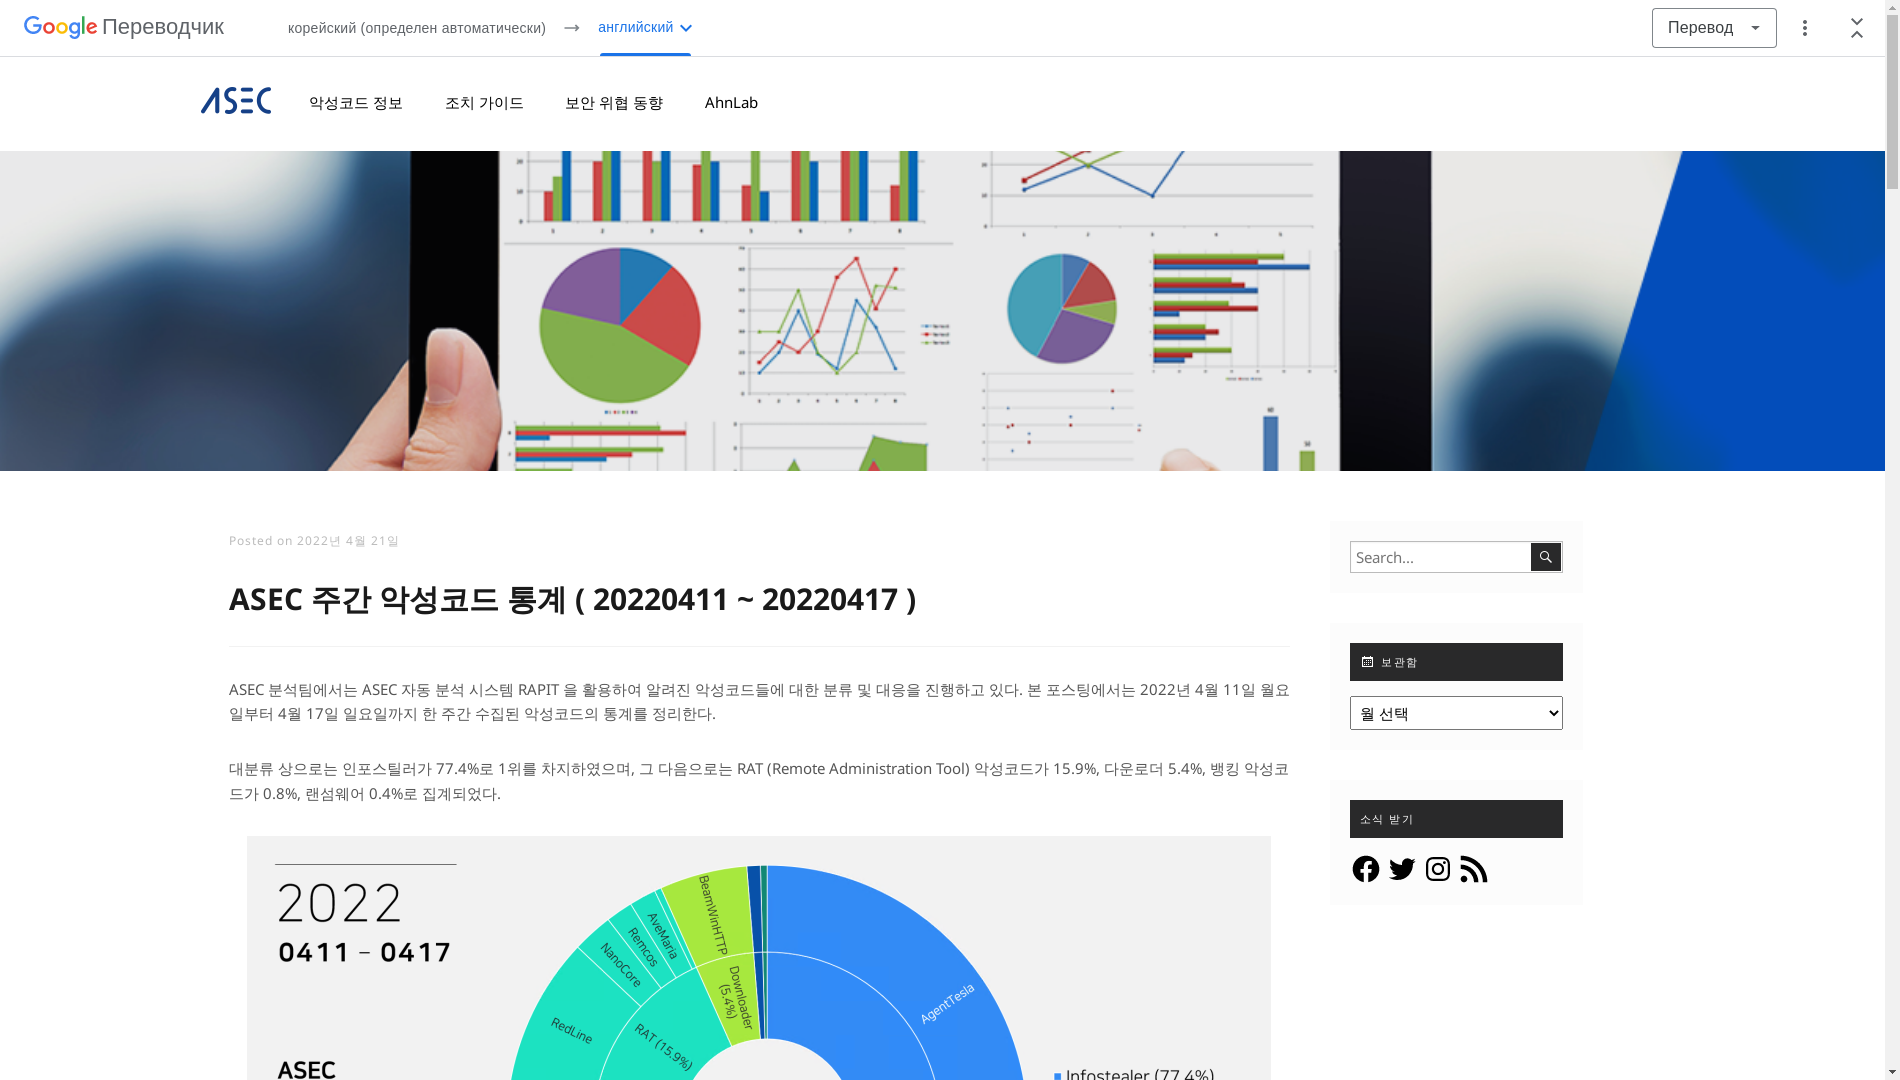 Google Переводчик
корейский (определен автоматически)
английский
Перевод
ASEC
악성코드 정보
조치 가이드
보안 위협 동향
AhnLab
Posted on 2022년 4월 21일
ASEC 주간 악성코드 통계 ( 20220411 ~ 20220417 )
ASEC 분석팀에서는 ASEC 자동 분석 시스템 RAPIT 을 활용하여 알려진 악성코드들에 대한 분류 및 대응을 진행하고 있다. 본 포스팅에서는 2022년 4월 11일 월요
일부터 4월 17일 일요일까지 한 주간 수집된 악성코드의 통계를 정리한다.
대분류 상으로는 인포스틸러가 77.4%로 1위를 차지하였으며, 그 다음으로는 RAT (Remote Administration Tool) 악성코드가 15.9%, 다운로더 5.4%, 뱅킹 악성코
드가 0.8%, 랜섬웨어 0.4%로 집계되었다.
2022
0411 – 0417
ASEC
BeamWinHTTP
AveMaria
Remcos
NanoCore
RedLine
Downloader
(5.4%)
RAT (15.9%)
AgentTesla
Infostealer (77.4%)
Search...
보관함
월 선택
소식 받기